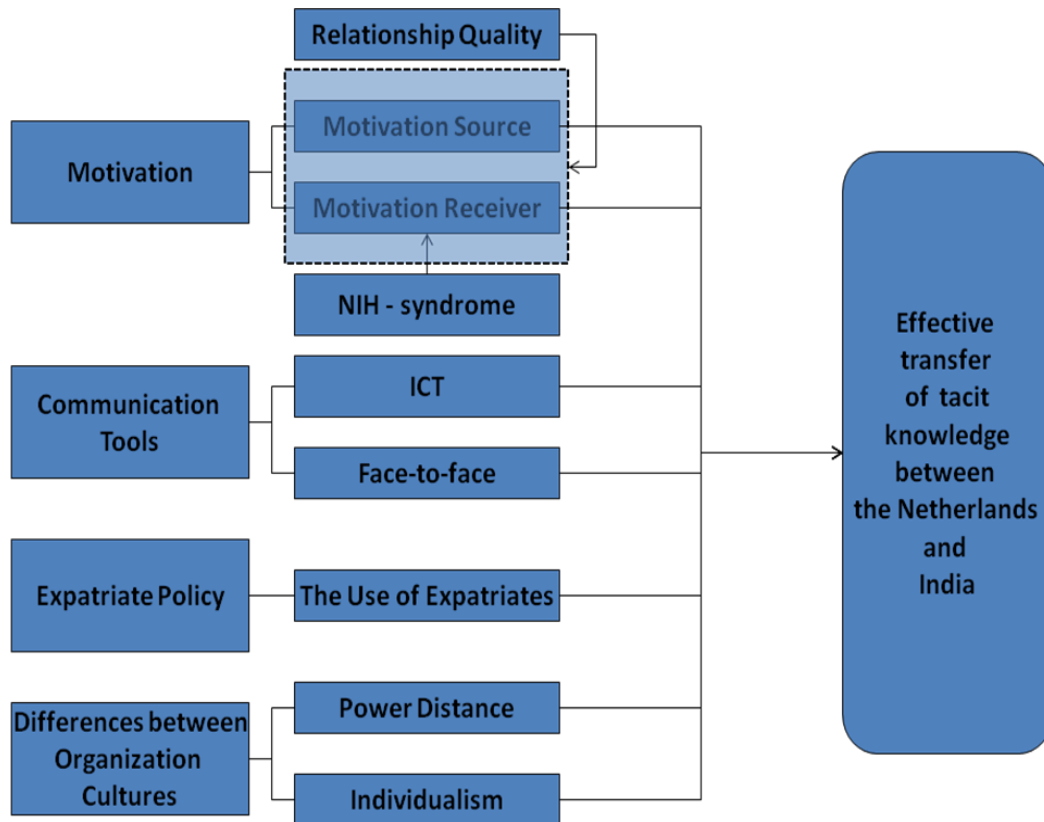 Relationship Quality
Motivation
Motivation Source
Motivation Receiver
NIH - syndrome
Communication
Tools
ICT
Face-to-face
Expatriate Policy
The Use of Expatriates
Differences between
Organization
Cultures
Power Distance
Individualism
Effective
transfer
of tacit
knowledge
between
the Netherlands
and
India